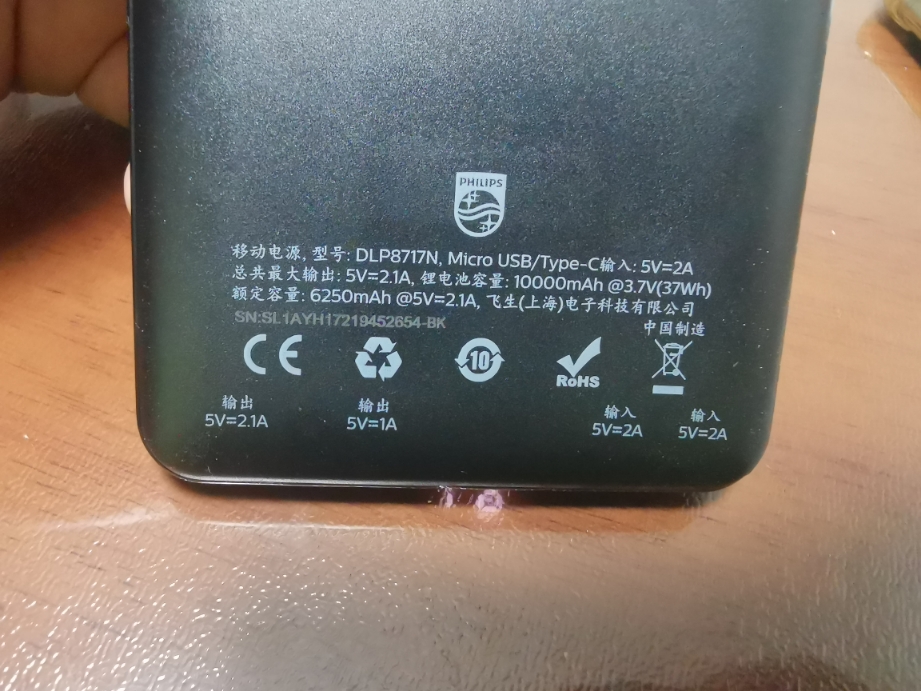 PHILIPS
移动电源, 型号: DLP8717N, Micro USB/Type-C输入: 5V=2A
总共最大输出: 5V=2.1A, 锂电池容量: 10000mAh @3.7V(37Wh)
额定容量: 6250mAh @5V=2.1A, 飞生(上海)电子科技有限公司
SN:SL1AYH17219452654-BK
中国制造
CE
10
RoHS
输出 输出 输入 输入
5V=2.1A 5V=1A 5V=2A 5V=2A